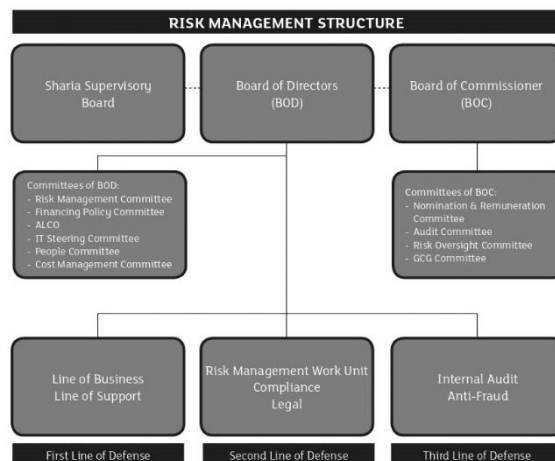 RISK MANAGEMENT STRUCTURE
Sharia Supervisory
Board
Board of Directors
(BOD)
Board of Commissioner
(BOC)
Committees of BOD:
- Risk Management Committee
- Financing Policy Committee
- ALCO
- IT Steering Committee
- People Committee
- Cost Management Committee
Committees of BOC:
- Nomination & Remuneration
Committee
- Audit Committee
- Risk Oversight Committee
- GCG Committee
Line of Business
Line of Support
Risk Management Work Unit
Compliance
Legal
Internal Audit
Anti-Fraud
First Line of Defense
Second Line of Defense
Third Line of Defense